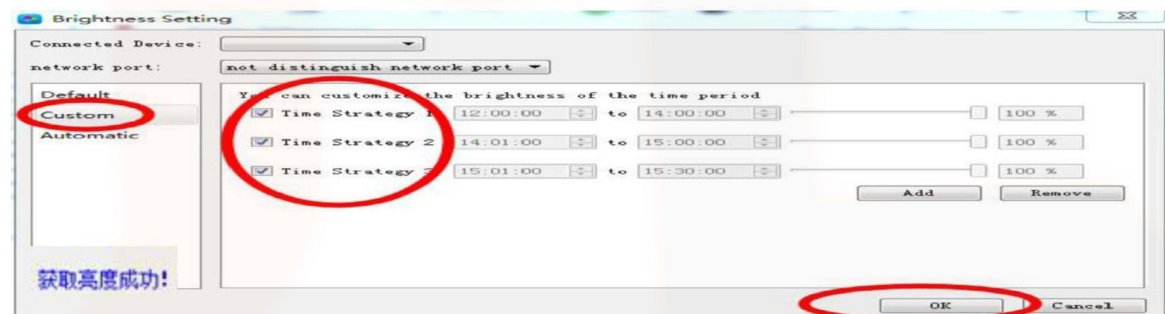 Brightness Setting
Connected Device:
network port: not distinguish network port
Default
Custom
Automatic
You can customize the brightness of the time period
Time Strategy 1 12:00:00 to 14:00:00 100 %
Time Strategy 2 14:01:00 to 15:00:00 100 %
Time Strategy 3 15:01:00 to 15:30:00 100 %
Add Remove
获取亮度成功!
OK Cancel